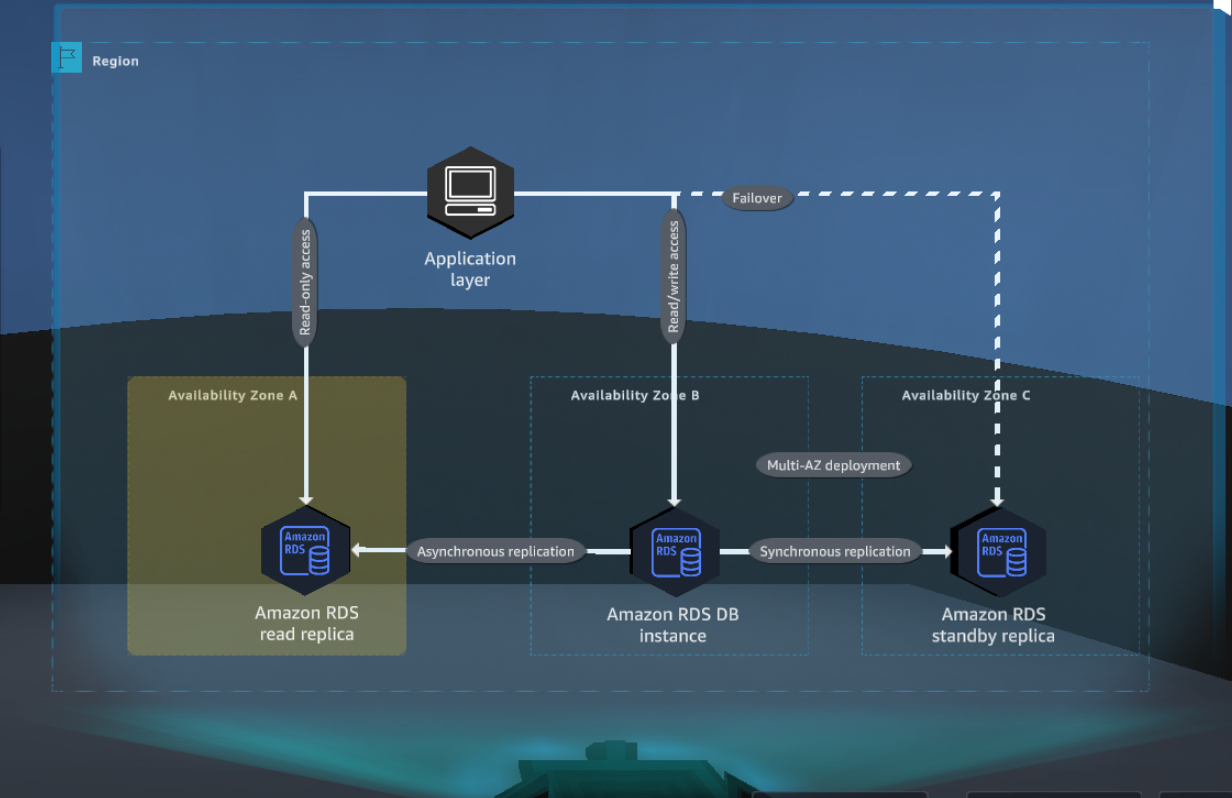 Region
Failover
Read-only access
Read/write access
Application
layer
Availability Zone A
Availability Zone B
Availability Zone C
Multi-AZ deployment
Amazon
RDS
Asynchronous replication
Amazon
RDS
Synchronous replication
Amazon
RDS
Amazon RDS
read replica
Amazon RDS DB
instance
Amazon RDS
standby replica